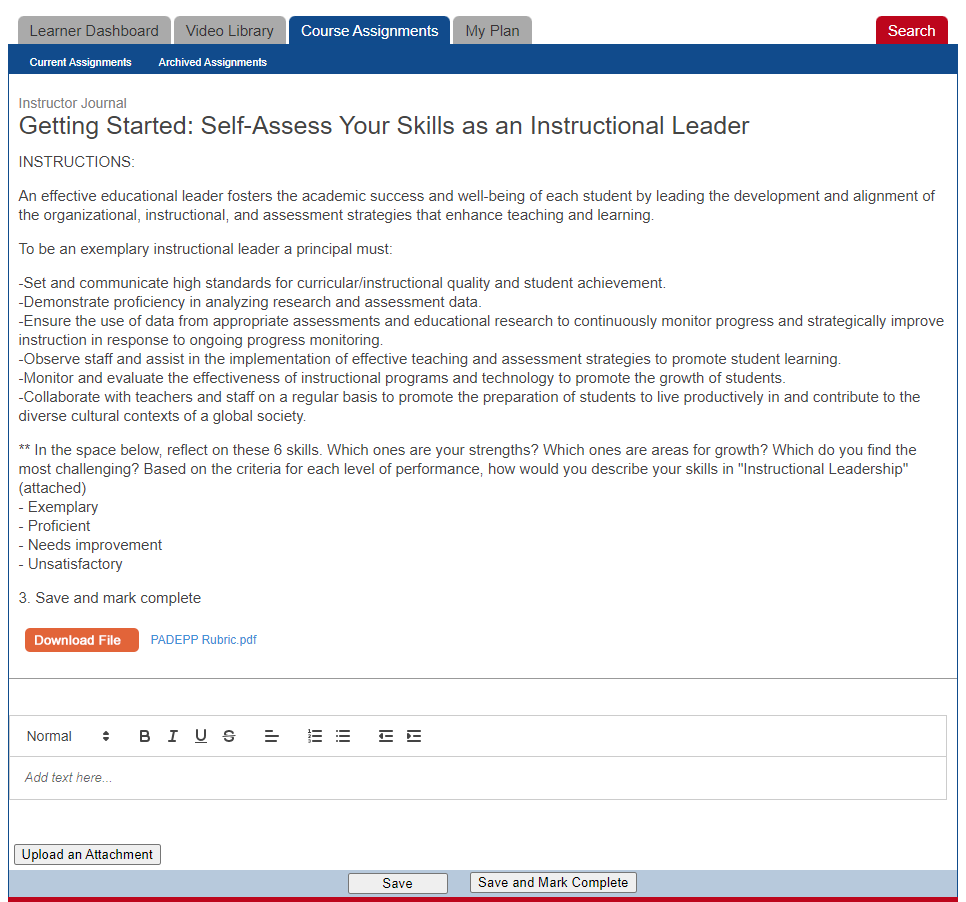 Learner Dashboard Video Library Course Assignments My Plan Search
Current Assignments Archived Assignments
Instructor Journal
Getting Started: Self-Assess Your Skills as an Instructional Leader
INSTRUCTIONS:
An effective educational leader fosters the academic success and well-being of each student by leading the development and alignment of
the organizational, instructional, and assessment strategies that enhance teaching and learning.
To be an exemplary instructional leader a principal must:
-Set and communicate high standards for curricular/instructional quality and student achievement.
-Demonstrate proficiency in analyzing research and assessment data.
-Ensure the use of data from appropriate assessments and educational research to continuously monitor progress and strategically improve
instruction in response to ongoing progress monitoring.
-Observe staff and assist in the implementation of effective teaching and assessment strategies to promote student learning.
-Monitor and evaluate the effectiveness of instructional programs and technology to promote the growth of students.
-Collaborate with teachers and staff on a regular basis to promote the preparation of students to live productively in and contribute to the
diverse cultural contexts of a global society.
** In the space below, reflect on these 6 skills. Which ones are your strengths? Which ones are areas for growth? Which do you find the
most challenging? Based on the criteria for each level of performance, how would you describe your skills in "Instructional Leadership"
(attached)
- Exemplary
- Proficient
- Needs improvement
- Unsatisfactory
3. Save and mark complete
Download File PADEPP Rubric.pdf
Normal B I U S
Add text here...
Upload an Attachment
Save Save and Mark Complete